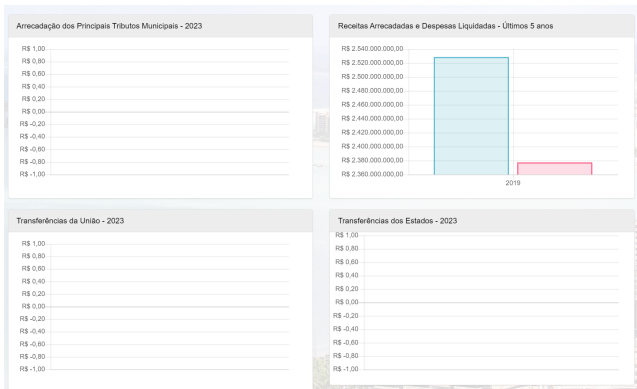 Arrecadação dos Principais Tributos Municipais - 2023
R$ 1,00
R$ 0,80
R$ 0,60
R$ 0,40
R$ 0,20
R$ 0,00
R$ -0,20
R$ -0,40
R$ -0,60
R$ -0,80
R$ -1,00
Receitas Arrecadadas e Despesas Liquidadas - Últimos 5 anos
R$ 2.540.000.000,00
R$ 2.520.000.000,00
R$ 2.500.000.000,00
R$ 2.480.000.000,00
R$ 2.460.000.000,00
R$ 2.440.000.000,00
R$ 2.420.000.000,00
R$ 2.400.000.000,00
R$ 2.380.000.000,00
R$ 2.360.000.000,00
2019
Transferências da União - 2023
R$ 1,00
R$ 0,80
R$ 0,60
R$ 0,40
R$ 0,20
R$ 0,00
R$ -0,20
R$ -0,40
R$ -0,60
R$ -0,80
R$ -1,00
Transferências dos Estados - 2023
R$ 1,00
R$ 0,80
R$ 0,60
R$ 0,40
R$ 0,20
R$ 0,00
R$ -0,20
R$ -0,40
R$ -0,60
R$ -0,80
R$ -1,00